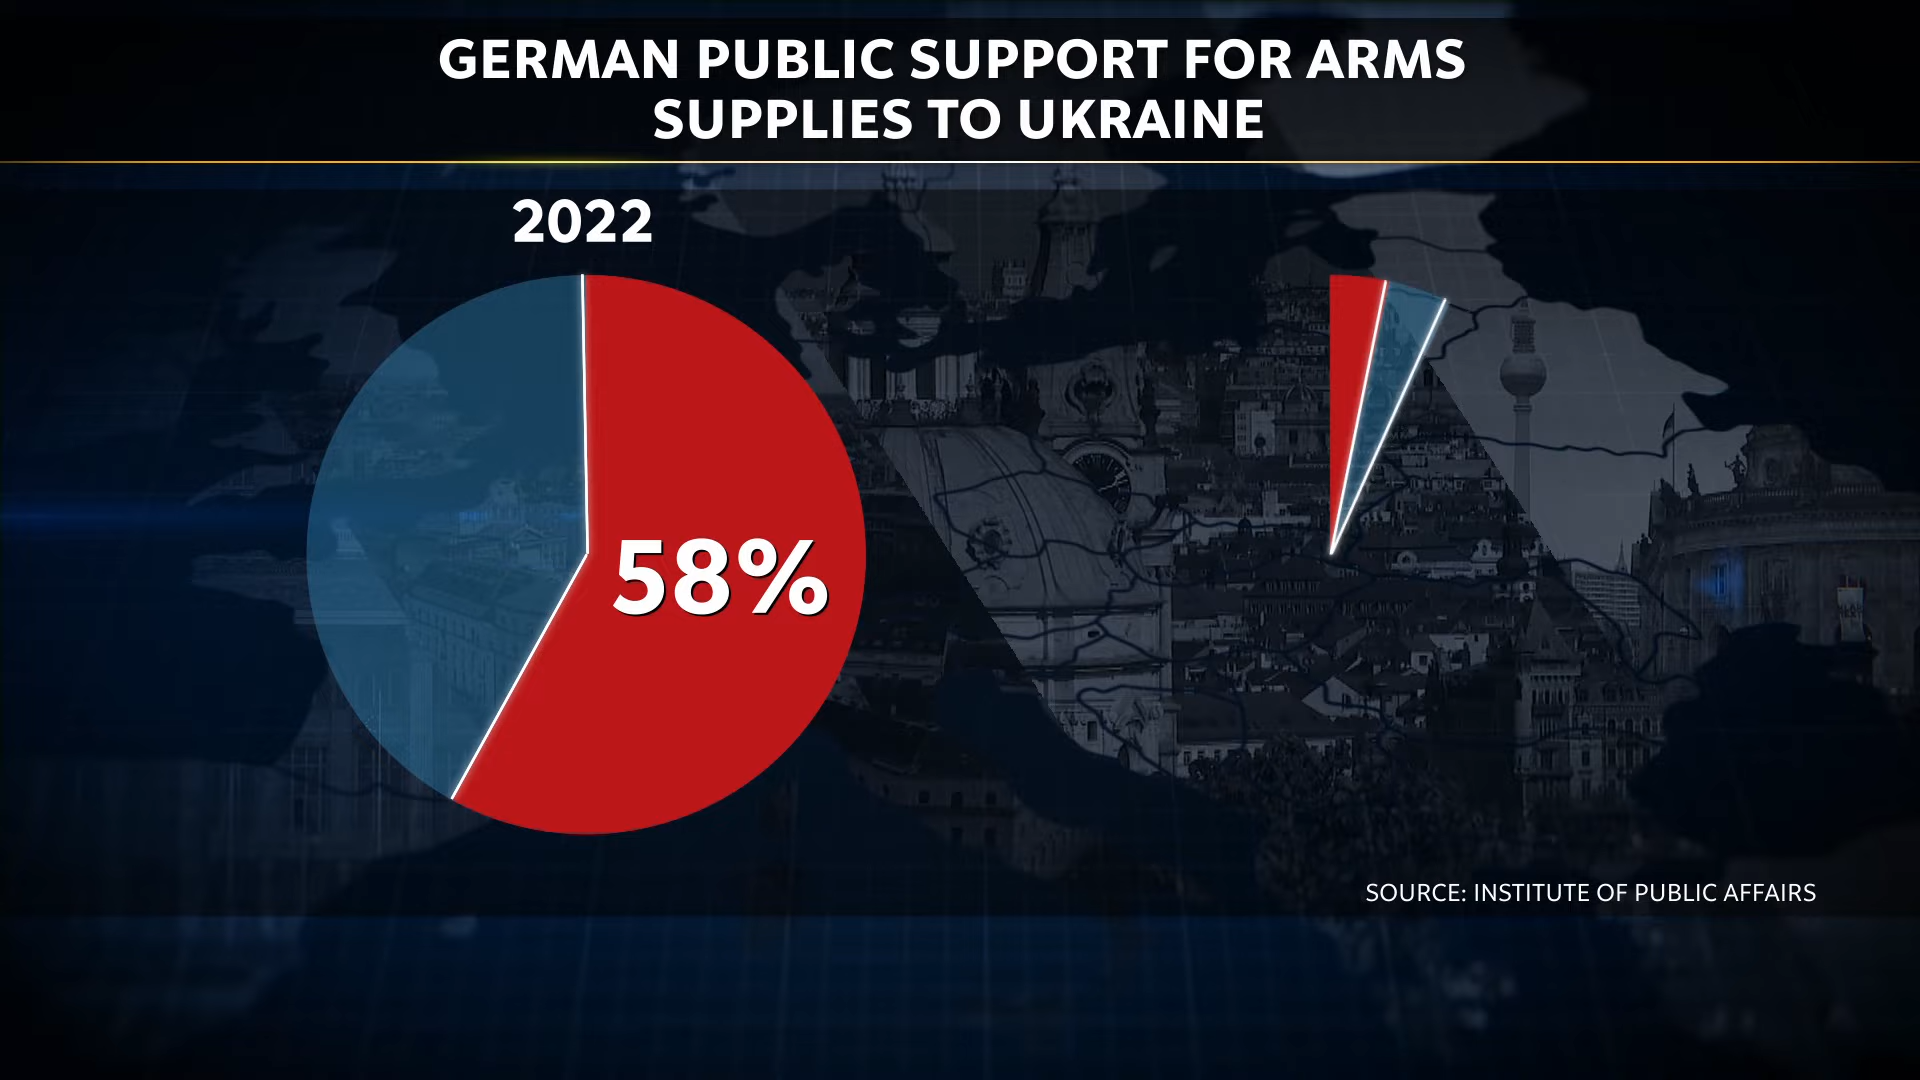 GERMAN PUBLIC SUPPORT FOR ARMS
SUPPLIES TO UKRAINE
2022
58%
SOURCE: INSTITUTE OF PUBLIC AFFAIRS